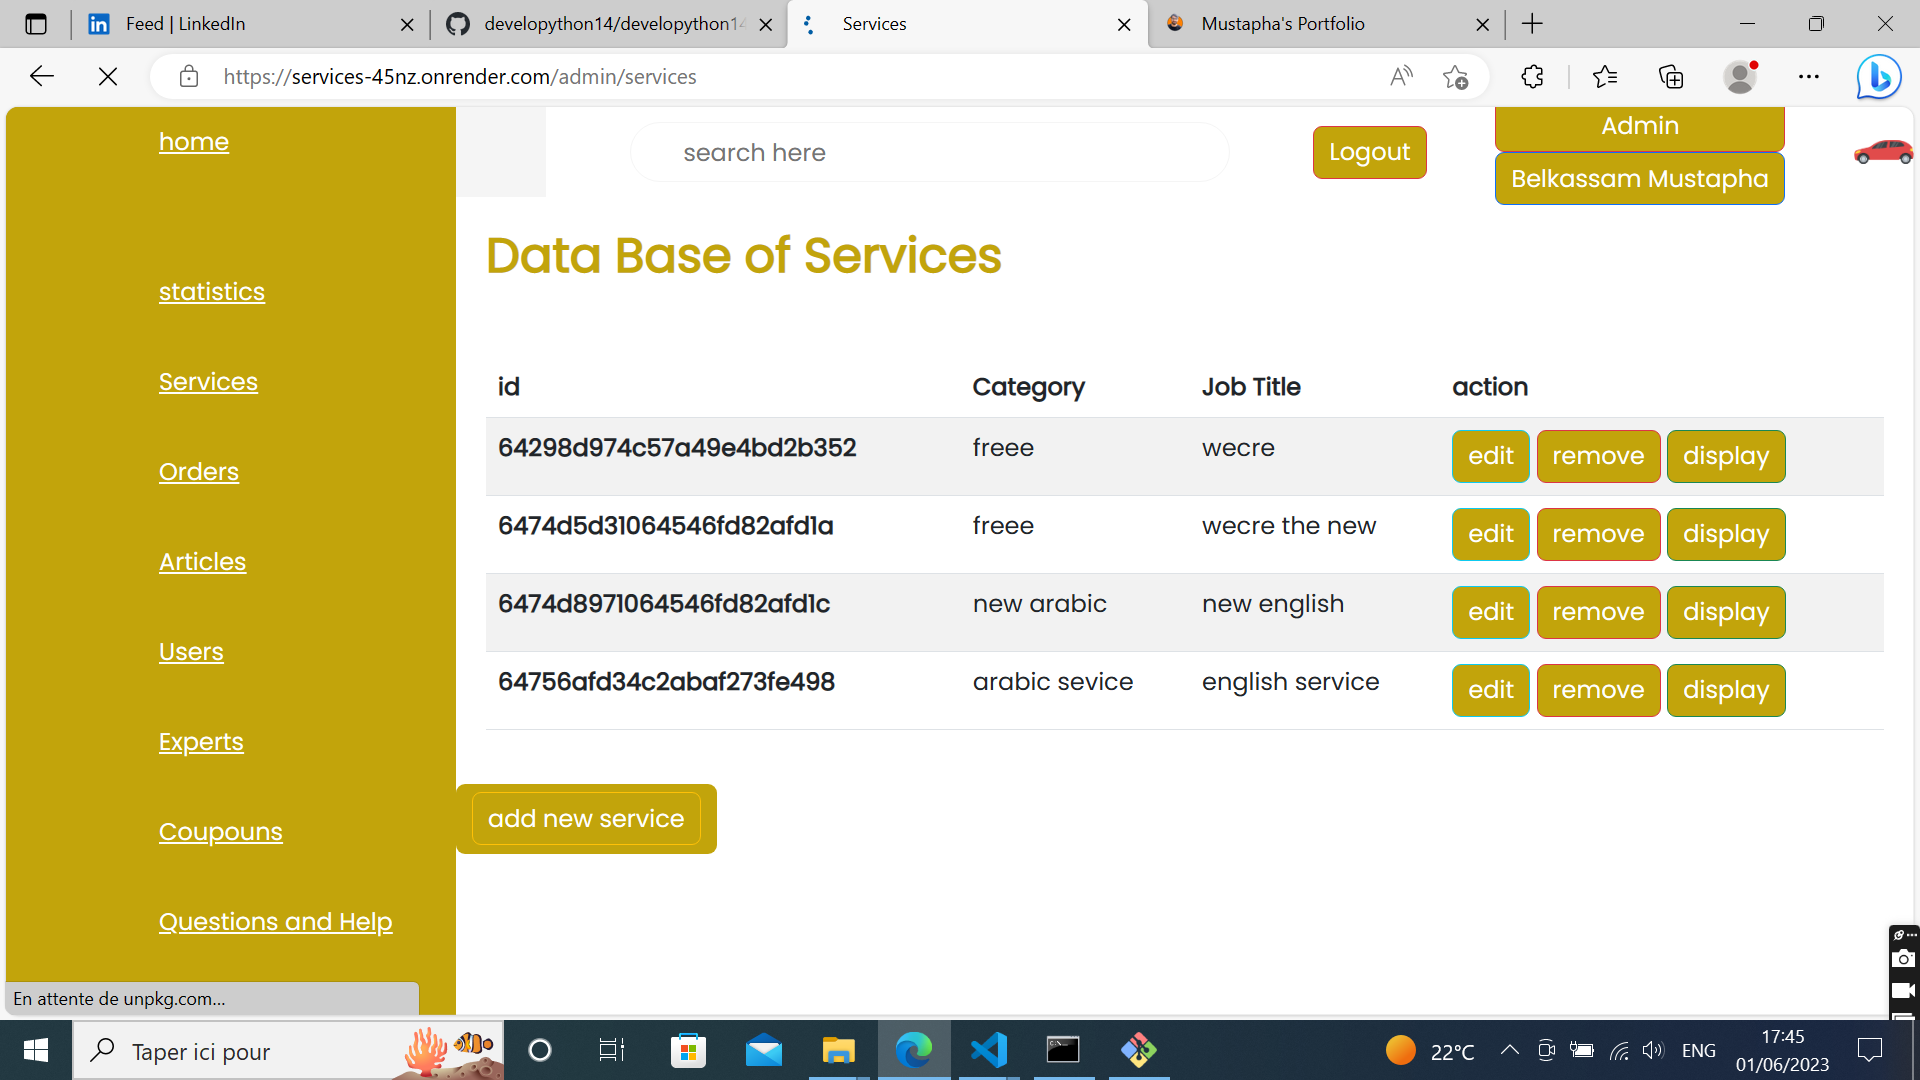 Feed | LinkedIn
developython14/developython14
Services
Mustapha's Portfolio
https://services-45nz.onrender.com/admin/services
home
search here
Logout
Admin
Belkassam Mustapha
Data Base of Services
statistics
Services
Orders
Articles
Users
Experts
Coupouns
Questions and Help
id Category Job Title action
64298d974c57a49e4bd2b352 freee wecre edit remove display
6474d5d31064546fd82afd1a freee wecre the new edit remove display
6474d8971064546fd82afd1c new arabic new english edit remove display
64756afd34c2abaf273fe498 arabic sevice english service edit remove display
add new service
En attente de unpkg.com...
Taper ici pour
22°C
ENG
17:45
01/06/2023